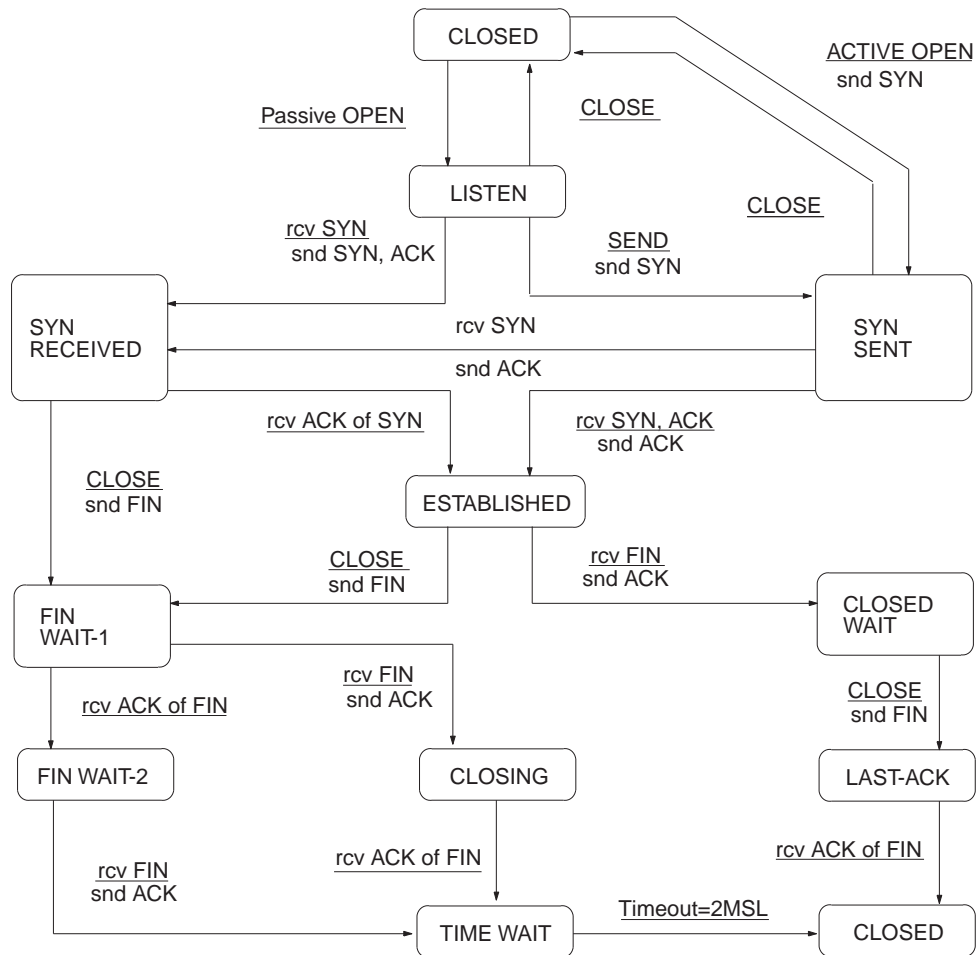 CLOSED
ACTIVE OPEN
snd SYN
Passive OPEN
CLOSE
LISTEN
CLOSE
rcv SYN
snd SYN, ACK
SEND
snd SYN
SYN
RECEIVED
rcv SYN
SYN
SENT
snd ACK
rcv ACK of SYN
rcv SYN, ACK
snd ACK
CLOSE
snd FIN
ESTABLISHED
CLOSE
snd FIN
rcv FIN
snd ACK
FIN
WAIT-1
CLOSED
WAIT
rcv FIN
snd ACK
rcv ACK of FIN
CLOSE
snd FIN
FIN WAIT-2
CLOSING
LAST-ACK
rcv FIN
snd ACK
rcv ACK of FIN
rcv ACK of FIN
TIME WAIT
Timeout=2MSL
CLOSED